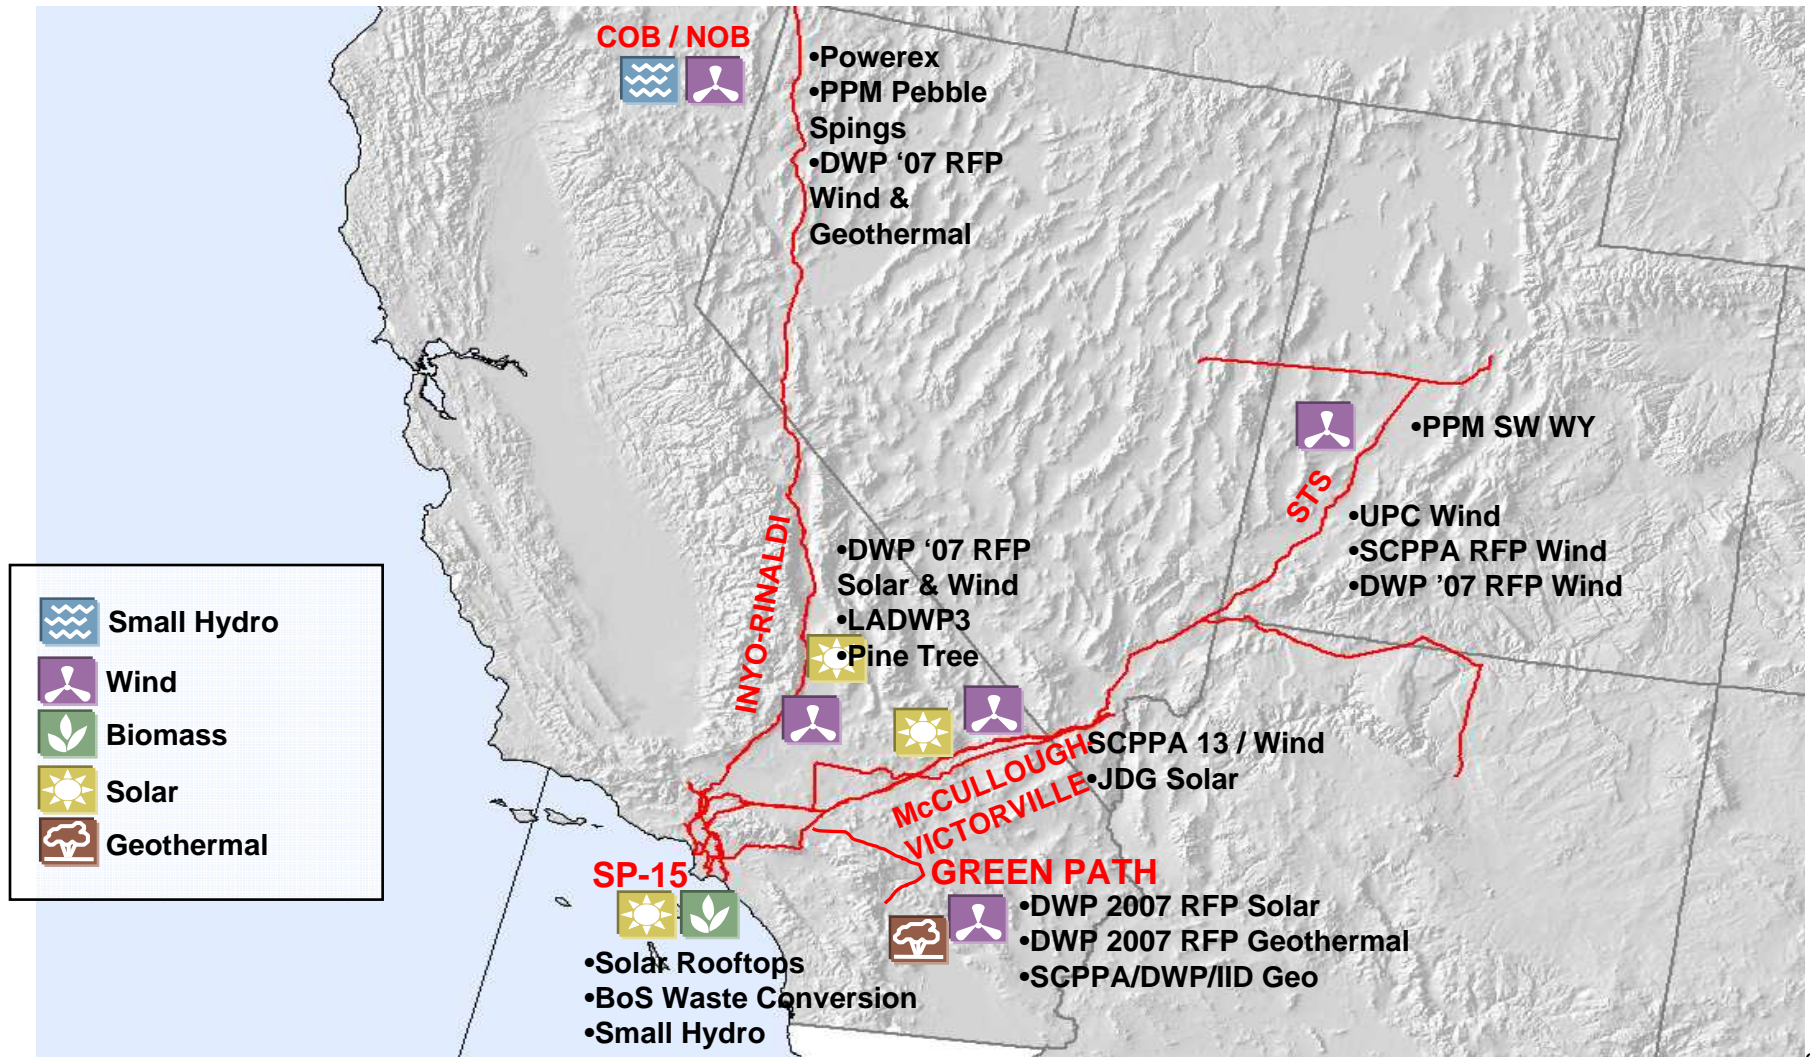 COB / NOB
•Powerex
•PPM Pebble
Spings
•DWP ‘07 RFP
Wind &
Geothermal
•PPM SW WY
STS
•UPC Wind
•SCPPA RFP Wind
•DWP ’07 RFP Wind
INYO-RINALDI
•DWP ‘07 RFP
Solar & Wind
•LADWP3
•Pine Tree
Small Hydro
Wind
Biomass
Solar
Geothermal
McCULLOUGH-
VICTORVILLE
SCPPA 13 / Wind
•JDG Solar
SP-15
•Solar Rooftops
•BoS Waste Conversion
•Small Hydro
GREEN PATH
•DWP 2007 RFP Solar
•DWP 2007 RFP Geothermal
•SCPPA/DWP/IID Geo